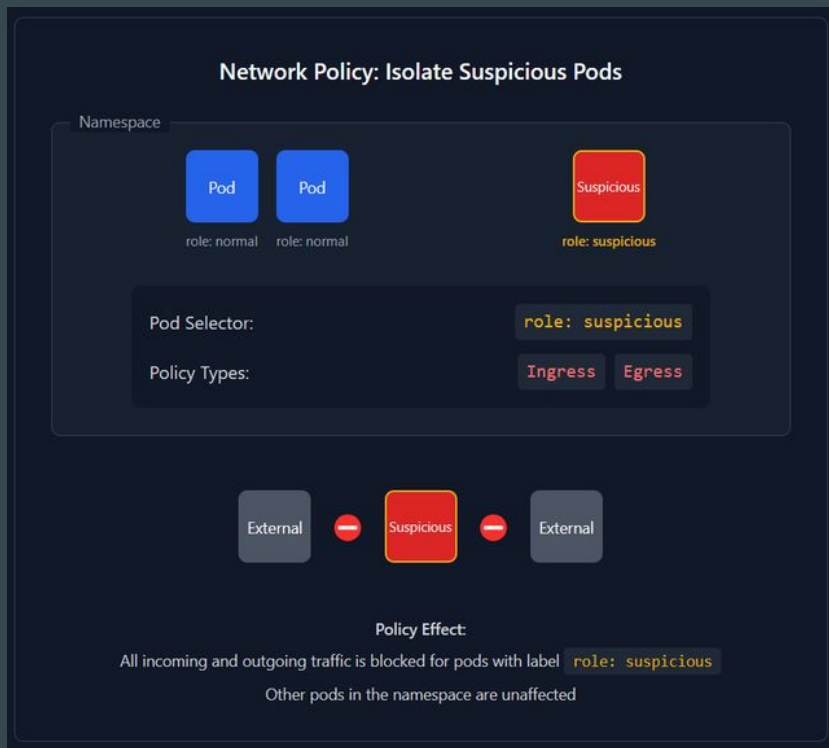 Network Policy: Isolate Suspicious Pods
Namespace
Pod Pod Suspicious
role: normal role: normal role: suspicious
Pod Selector: role: suspicious
Policy Types: Ingress Egress
External Suspicious External
Policy Effect:
All incoming and outgoing traffic is blocked for pods with label role: suspicious
Other pods in the namespace are unaffected